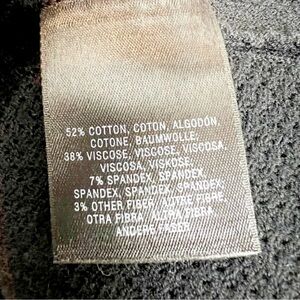 52% COTTON, COTON, ALGODÓN,
COTONE, BAUMWOLLE.
38% VISCOSE, VISCOSE, VISCOSA,
VISCOSA, VISKOSE.
7% SPANDEX, SPANDEX,
SPANDEX, SPANDEX, SPANDEX.
3% OTHER FIBER, AUTRE FIBRE
OTRA FIBRA, ALTRA FIBRA,
ANDERE FASER